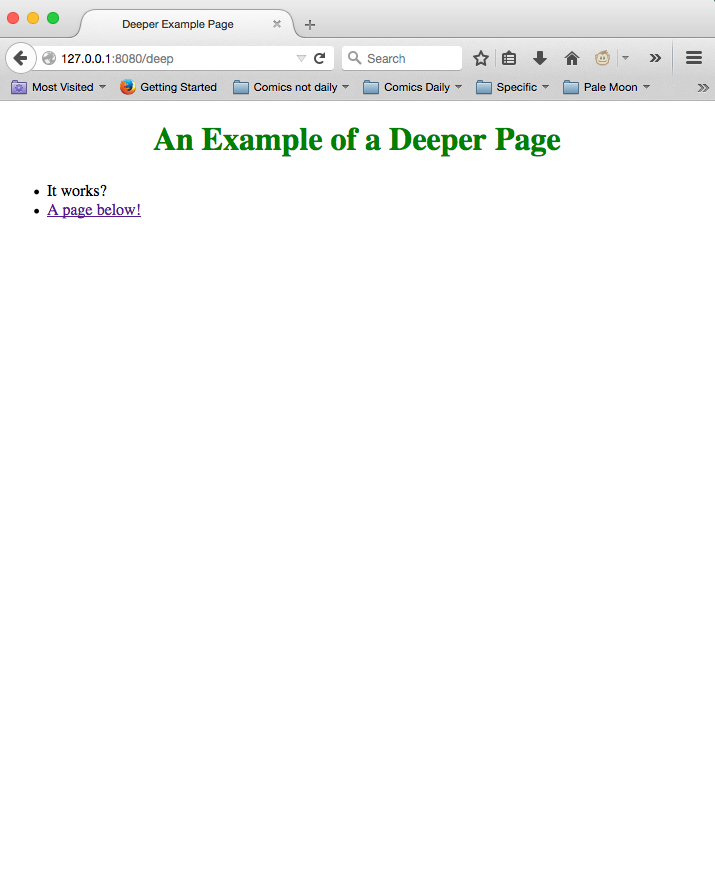 Deeper Example Page
127.0.0.1:8080/deep
Search
Most Visited Getting Started Comics not daily Comics Daily Specific Pale Moon
An Example of a Deeper Page
It works?
A page below!